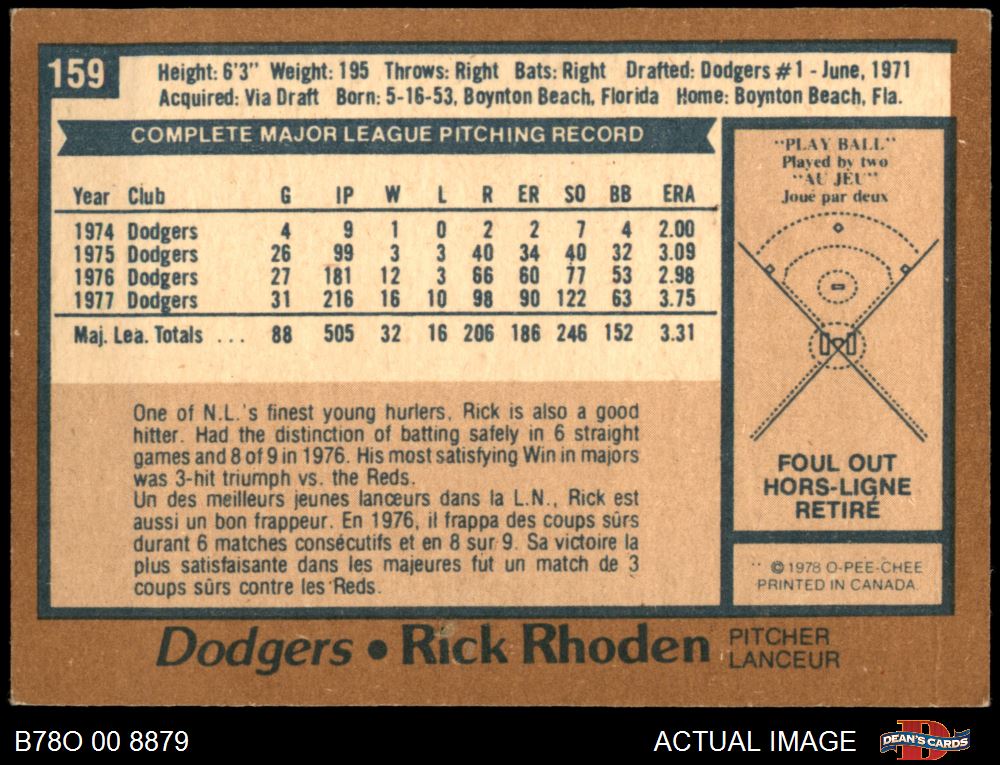 159
Height: 6'3" Weight: 195 Throws: Right Bats: Right Drafted: Dodgers #1 - June, 1971
Acquired: Via Draft Born: 5-16-53, Boynton Beach, Florida Home: Boynton Beach, Fla.
COMPLETE MAJOR LEAGUE PITCHING RECORD
Year Club G IP W L R ER SO BB ERA
1974 Dodgers 4 9 1 0 2 2 7 4 2.00
1975 Dodgers 26 99 3 3 40 34 40 32 3.09
1976 Dodgers 27 181 12 3 66 60 77 53 2.98
1977 Dodgers 31 216 16 10 98 90 122 63 3.75
Maj. Lea. Totals ... 88 505 32 16 206 186 246 152 3.31
One of N.L.'s finest young hurlers, Rick is also a good
hitter. Had the distinction of batting safely in 6 straight
games and 8 of 9 in 1976. His most satisfying Win in majors
was 3-hit triumph vs. the Reds.
Un des meilleurs jeunes lanceurs dans la L.N., Rick est
aussi un bon frappeur. En 1976, il frappa des coups sûrs
durant 6 matches consécutifs et en 8 sur 9. Sa victoire la
plus satisfaisante dans les majeures fut un match de 3
coups sûrs contre les Reds.
"PLAY BALL"
Played by two
"AU JEU"
Joué par deux
FOUL OUT
HORS-LIGNE
RETIRÉ
© 1978 O-PEE-CHEE
PRINTED IN CANADA.
Dodgers • Rick Rhoden PITCHER
LANCEUR
B78O 00 8879
ACTUAL IMAGE
D
DEAN'S CARDS